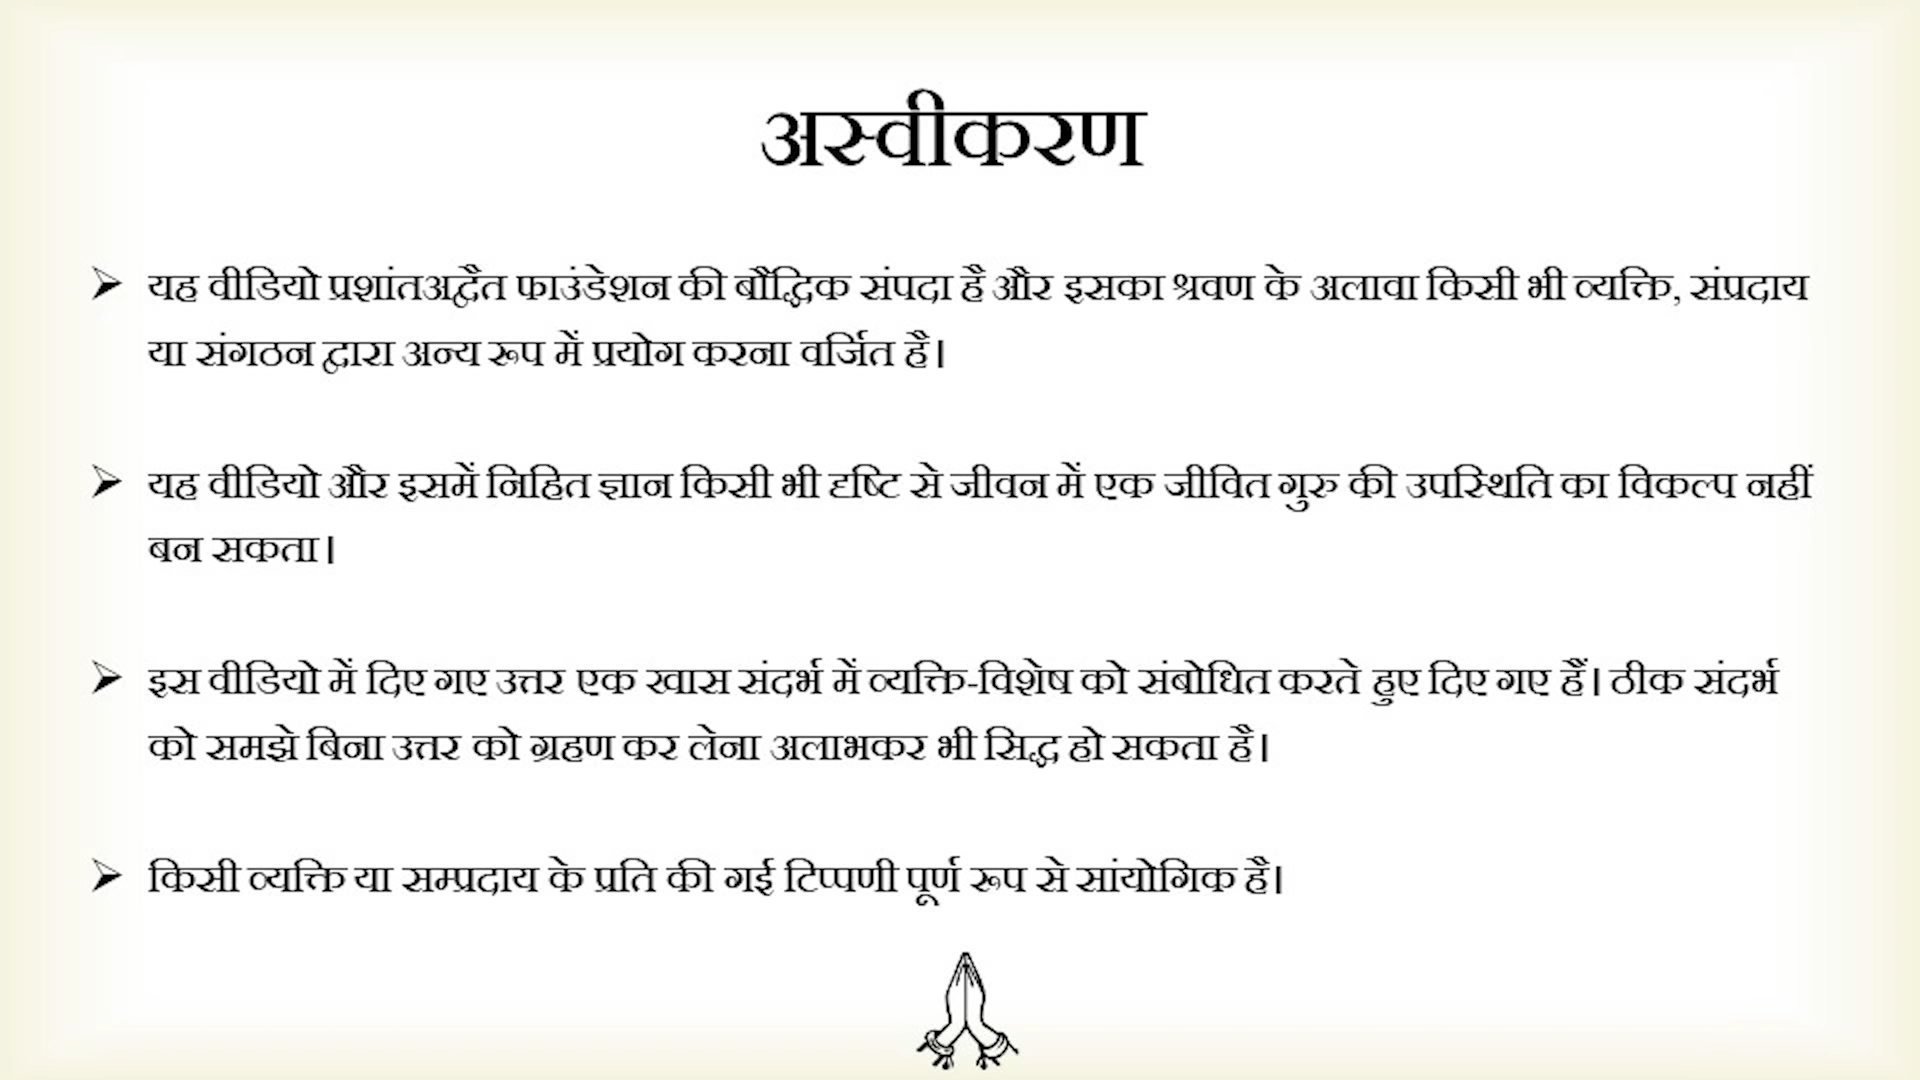 अस्वीकरण
यह वीडियो प्रशांतअद्वैत फाउंडेशन की बौद्धिक संपदा है और इसका श्रवण के अलावा किसी भी व्यक्ति, संप्रदाय
या संगठन द्वारा अन्य रूप में प्रयोग करना वर्जित है।
यह वीडियो और इसमें निहित ज्ञान किसी भी दृष्टि से जीवन में एक जीवित गुरु की उपस्थिति का विकल्प नहीं
बन सकता।
इस वीडियो में दिए गए उत्तर एक खास संदर्भ में व्यक्ति-विशेष को संबोधित करते हुए दिए गए हैं। ठीक संदर्भ
को समझे बिना उत्तर को ग्रहण कर लेना अलाभकर भी सिद्ध हो सकता है।
किसी व्यक्ति या सम्प्रदाय के प्रति की गई टिप्पणी पूर्ण रूप से सांयोगिक है।